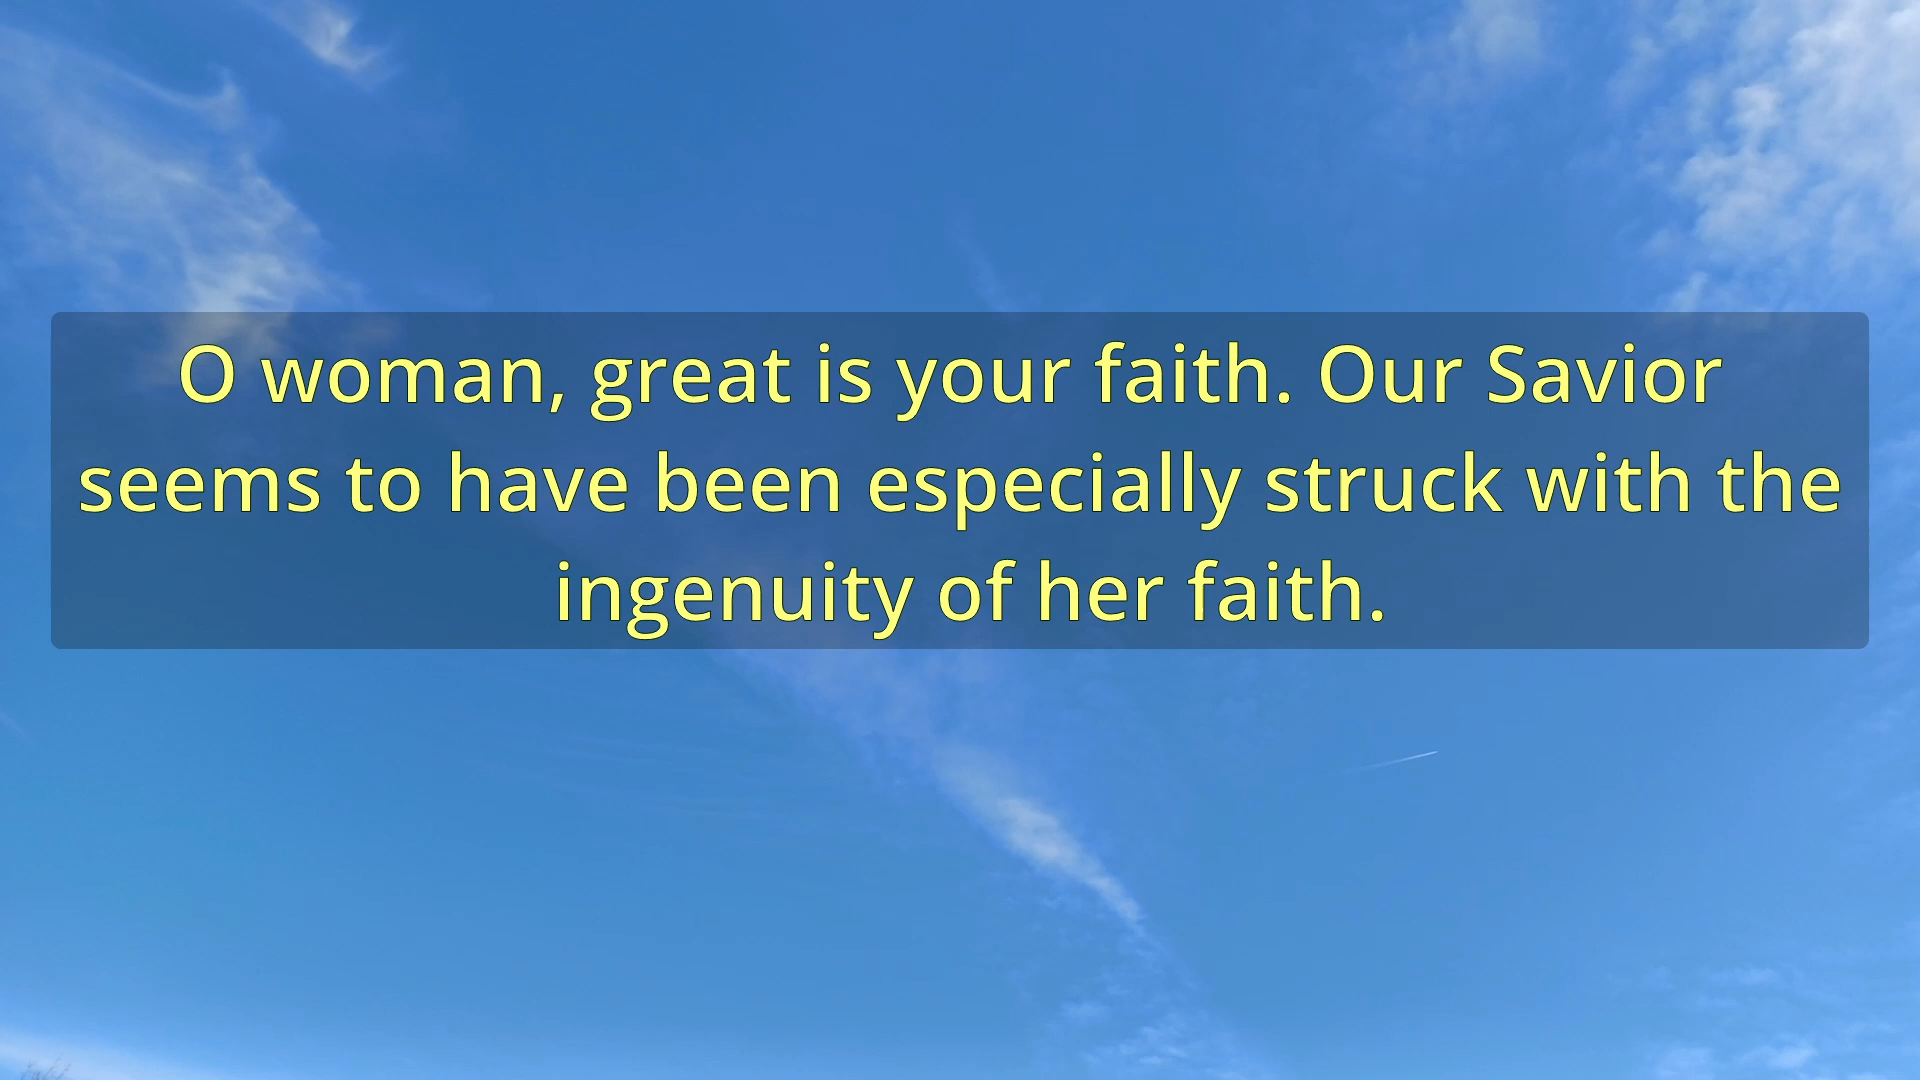 O woman, great is your faith. Our Savior
seems to have been especially struck with the
ingenuity of her faith.